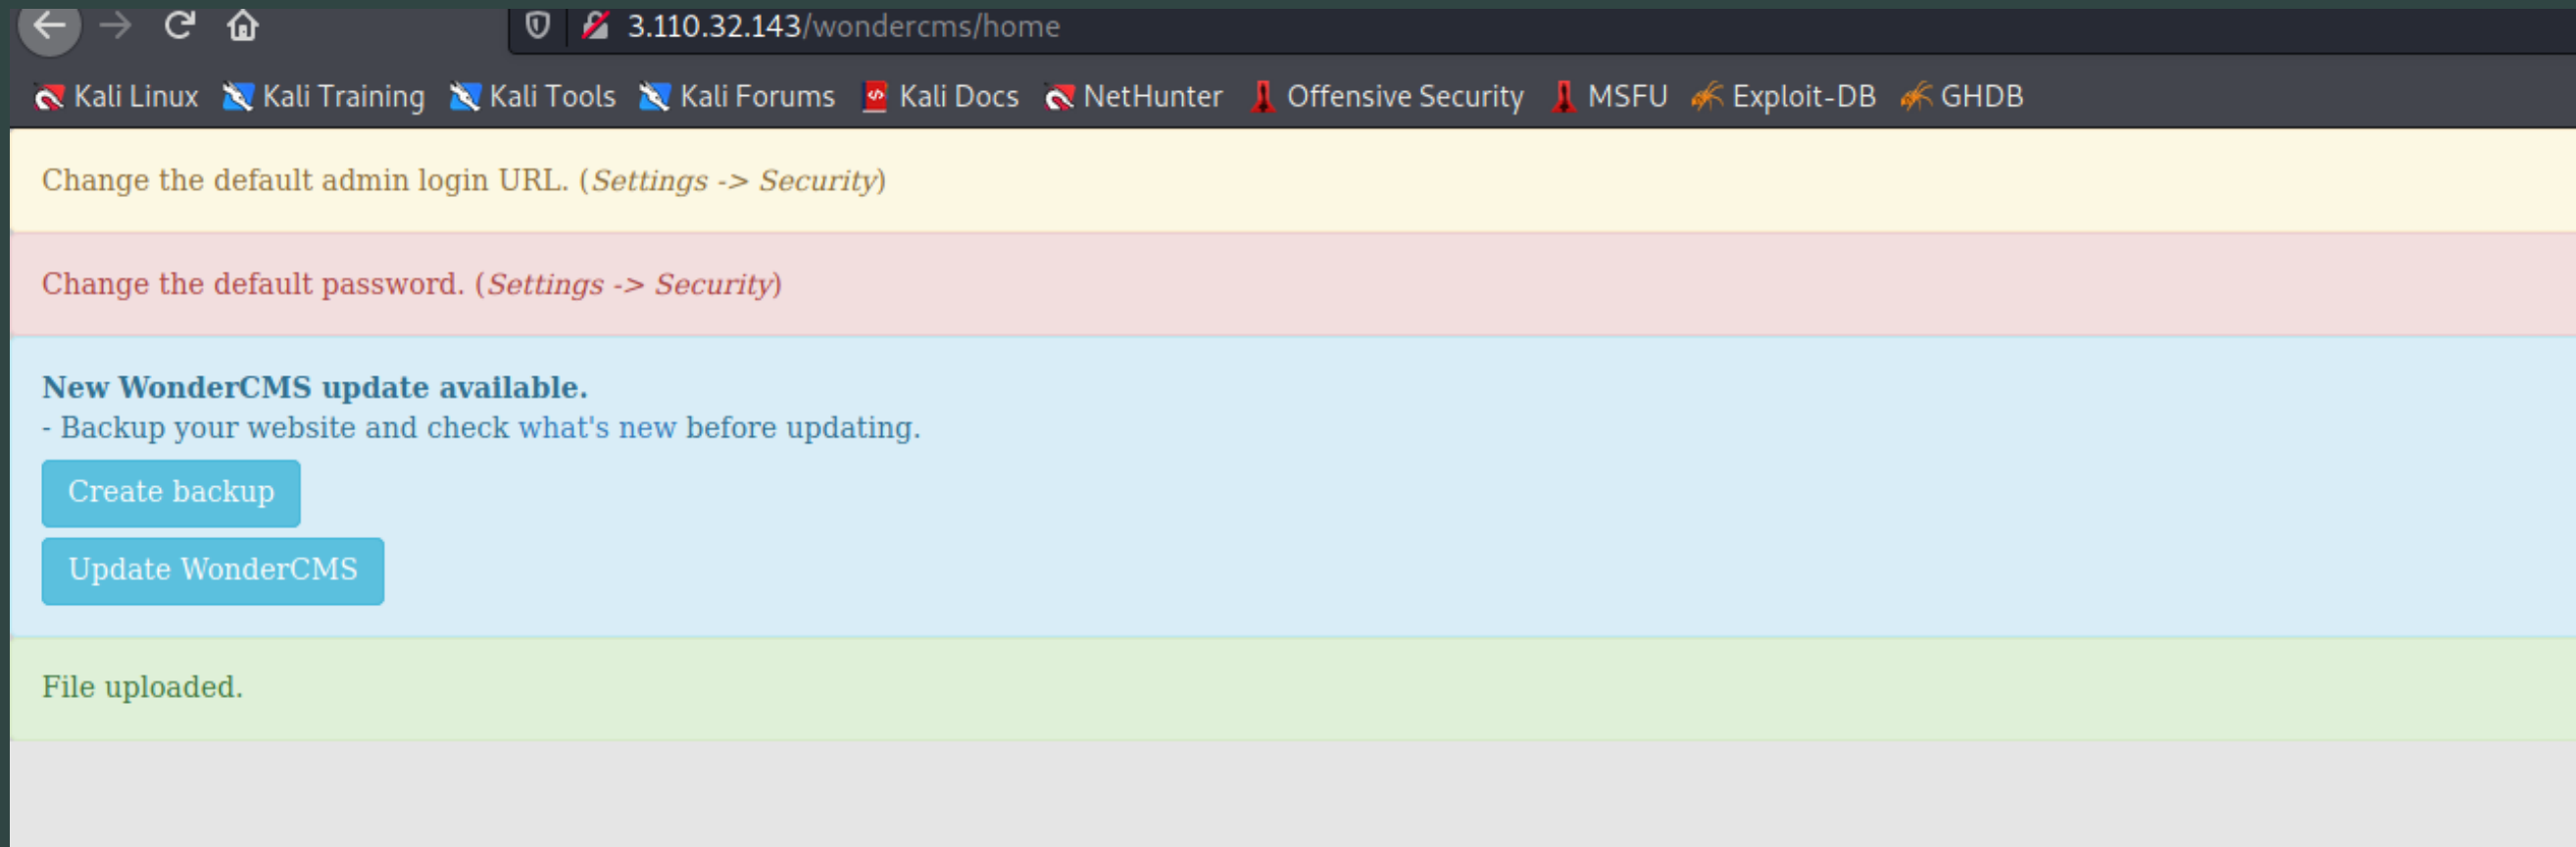 3.110.32.143/wondercms/home
Kali Linux Kali Training Kali Tools Kali Forums Kali Docs NetHunter Offensive Security MSFU Exploit-DB GHDB
Change the default admin login URL. (Settings -> Security)
Change the default password. (Settings -> Security)
New WonderCMS update available.
- Backup your website and check what's new before updating.
Create backup
Update WonderCMS
File uploaded.